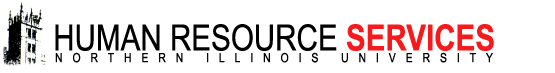 HUMAN RESOURCE SERVICES
NORTHERN ILLINOIS UNIVERSITY